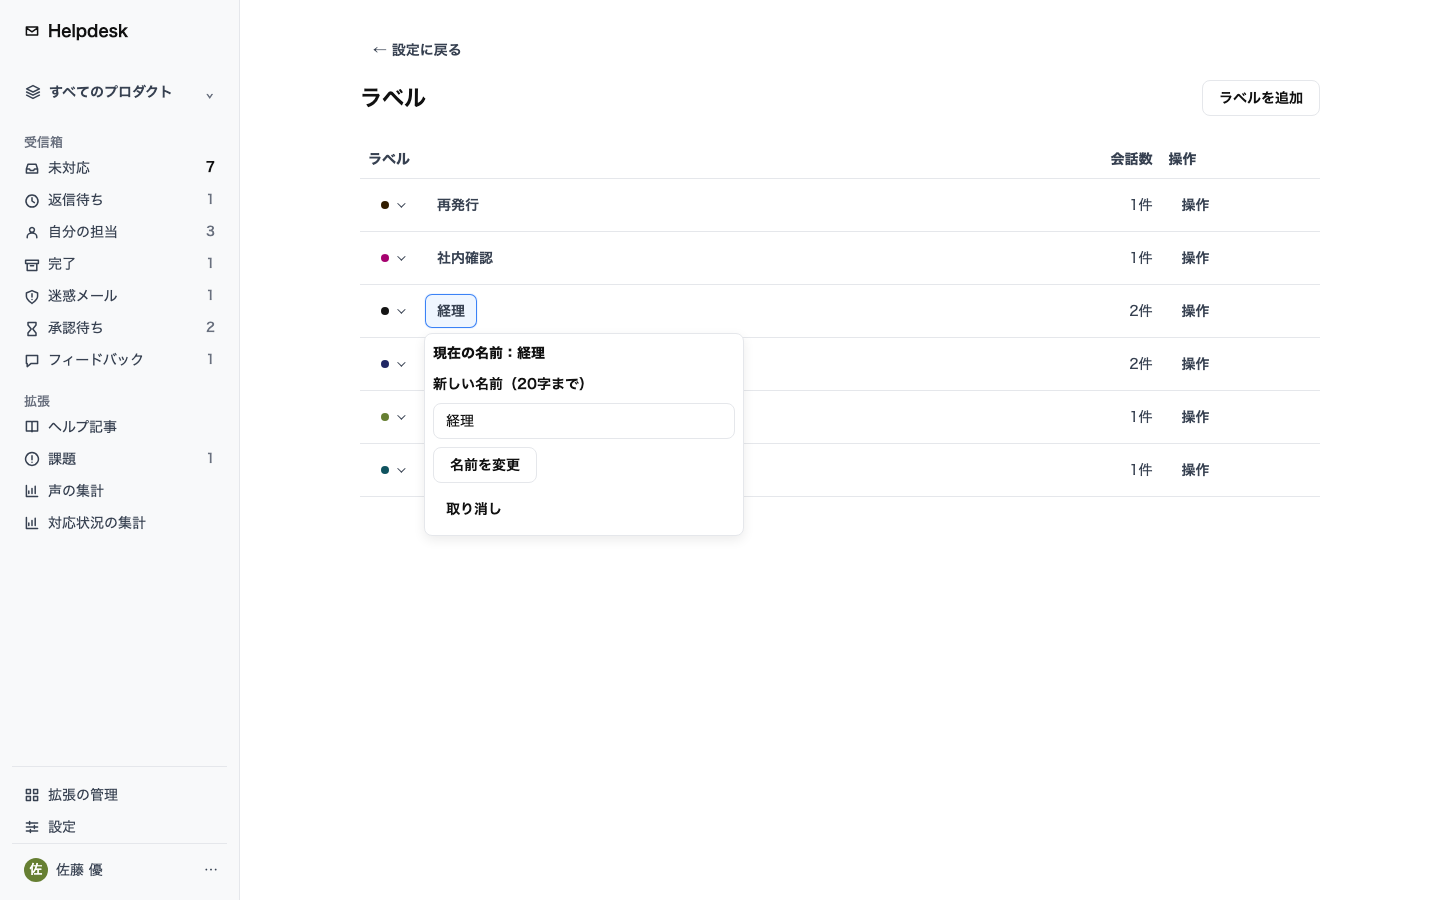 Helpdesk
すべてのプロダクト
受信箱
未対応 7
返信待ち 1
自分の担当 3
完了 1
迷惑メール 1
承認待ち 2
フィードバック 1
拡張
ヘルプ記事
課題 1
声の集計
対応状況の集計
拡張の管理
設定
佐 佐藤 優 …
← 設定に戻る
ラベル
ラベルを追加
ラベル 会話数 操作
再発行 1件 操作
社内確認 1件 操作
経理 2件 操作
2件 操作
1件 操作
1件 操作
現在の名前：経理
新しい名前（20字まで）
経理
名前を変更
取り消し